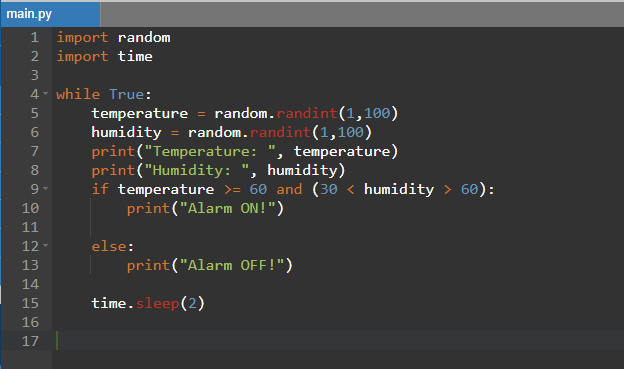 main.py
1 import random
2 import time
3
4 while True:
5     temperature = random.randint(1,100)
6     humidity = random.randint(1,100)
7     print("Temperature: ", temperature)
8     print("Humidity: ", humidity)
9     if temperature >= 60 and (30 < humidity > 60):
10         print("Alarm ON!")
11
12     else:
13         print("Alarm OFF!")
14
15     time.sleep(2)
16
17